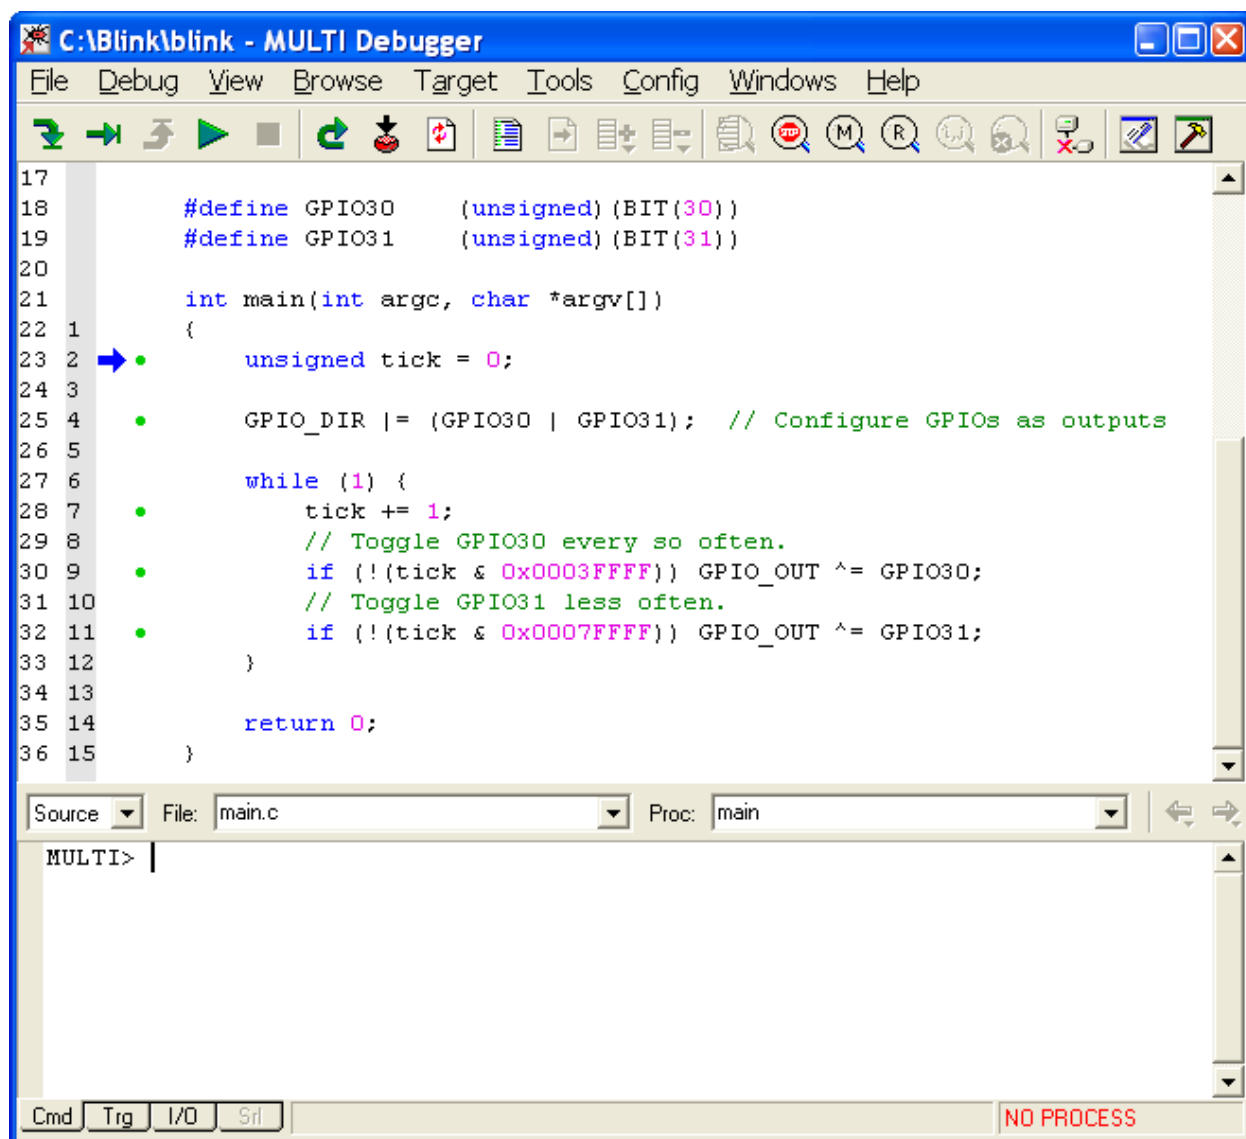 C:\Blink\blink - MULTI Debugger
File Debug View Browse Target Tools Config Windows Help
STOP M R
17
18 #define GPIO30 (unsigned)(BIT(30))
19 #define GPIO31 (unsigned)(BIT(31))
20
21 int main(int argc, char *argv[])
22 1 {
23 2 unsigned tick = 0;
24 3
25 4 GPIO_DIR |= (GPIO30 | GPIO31); // Configure GPIOs as outputs
26 5
27 6 while (1) {
28 7 tick += 1;
29 8 // Toggle GPIO30 every so often.
30 9 if (!(tick & 0x0003FFFF)) GPIO_OUT ^= GPIO30;
31 10 // Toggle GPIO31 less often.
32 11 if (!(tick & 0x0007FFFF)) GPIO_OUT ^= GPIO31;
33 12 }
34 13
35 14 return 0;
36 15 }
Source File: main.c Proc: main
MULTI>
Cmd Trg I/O Srl NO PROCESS